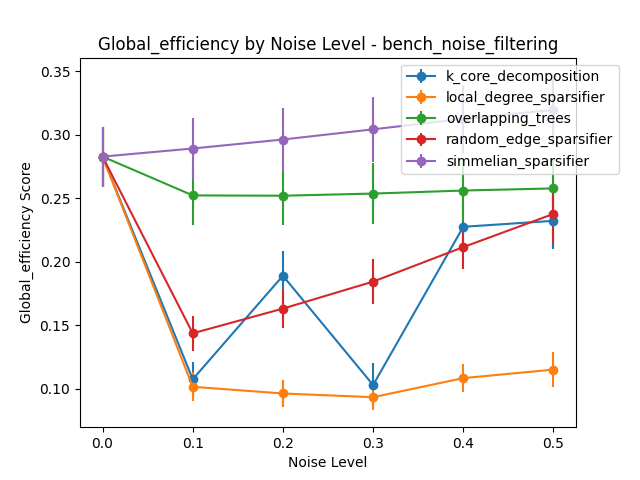 Global_efficiency by Noise Level - bench_noise_filtering
0.35
0.30
0.25
0.20
0.15
0.10
Global_efficiency Score
k_core_decomposition
local_degree_sparsifier
overlapping_trees
random_edge_sparsifier
simmelian_sparsifier
0.0 0.1 0.2 0.3 0.4 0.5
Noise Level